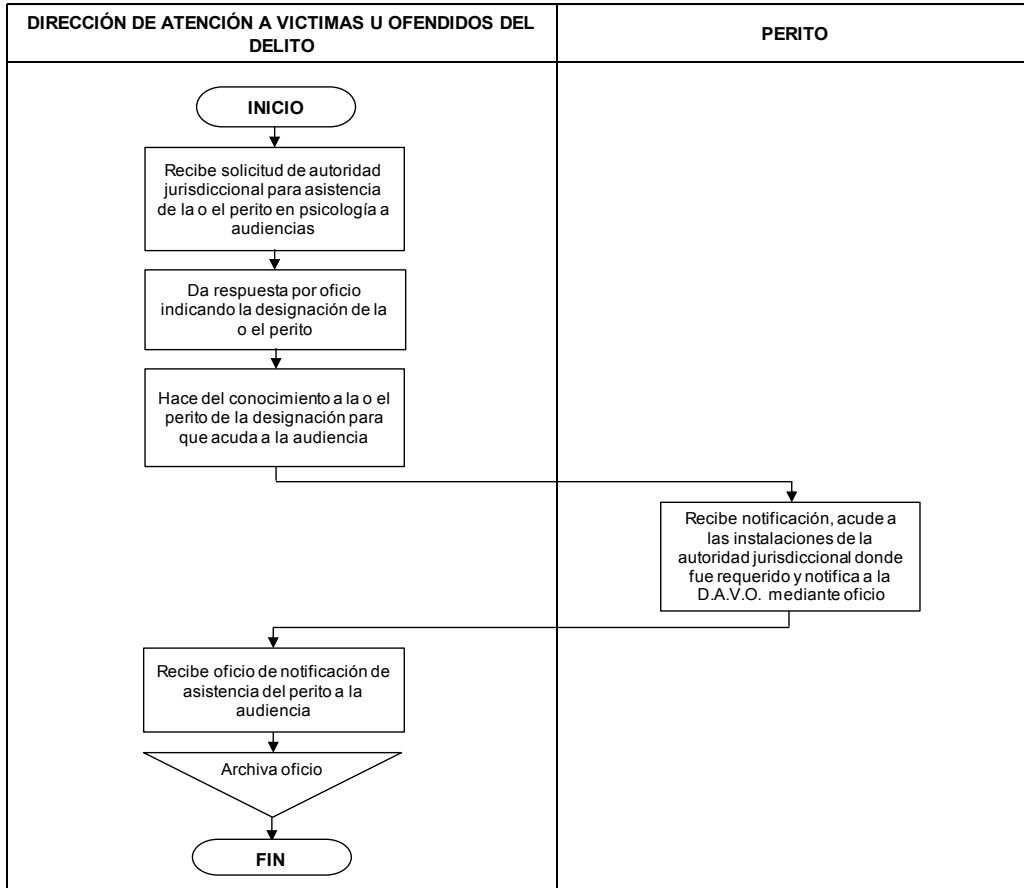 DIRECCIÓN DE ATENCIÓN A VICTIMAS U OFENDIDOS DEL
DELITO
PERITO
INICIO
Recibe solicitud de autoridad
jurisdiccional para asistencia
de la o el perito en psicología a
audiencias
Da respuesta por oficio
indicando la designación de la
o el perito
Hace del conocimiento a la o el
perito de la designación para
que acuda a la audiencia
Recibe notificación, acude a
las instalaciones de la
autoridad jurisdiccional donde
fue requerido y notifica a la
D.A.V.O. mediante oficio
Recibe oficio de notificación de
asistencia del perito a la
audiencia
Archiva oficio
FIN